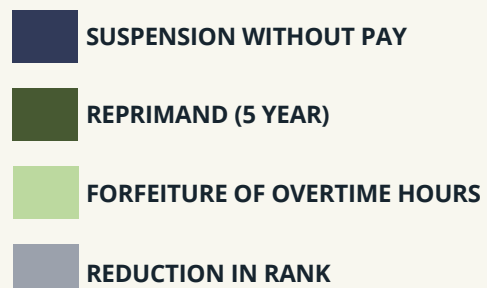 SUSPENSION WITHOUT PAY
REPRIMAND (5 YEAR)
FORFEITURE OF OVERTIME HOURS
REDUCTION IN RANK